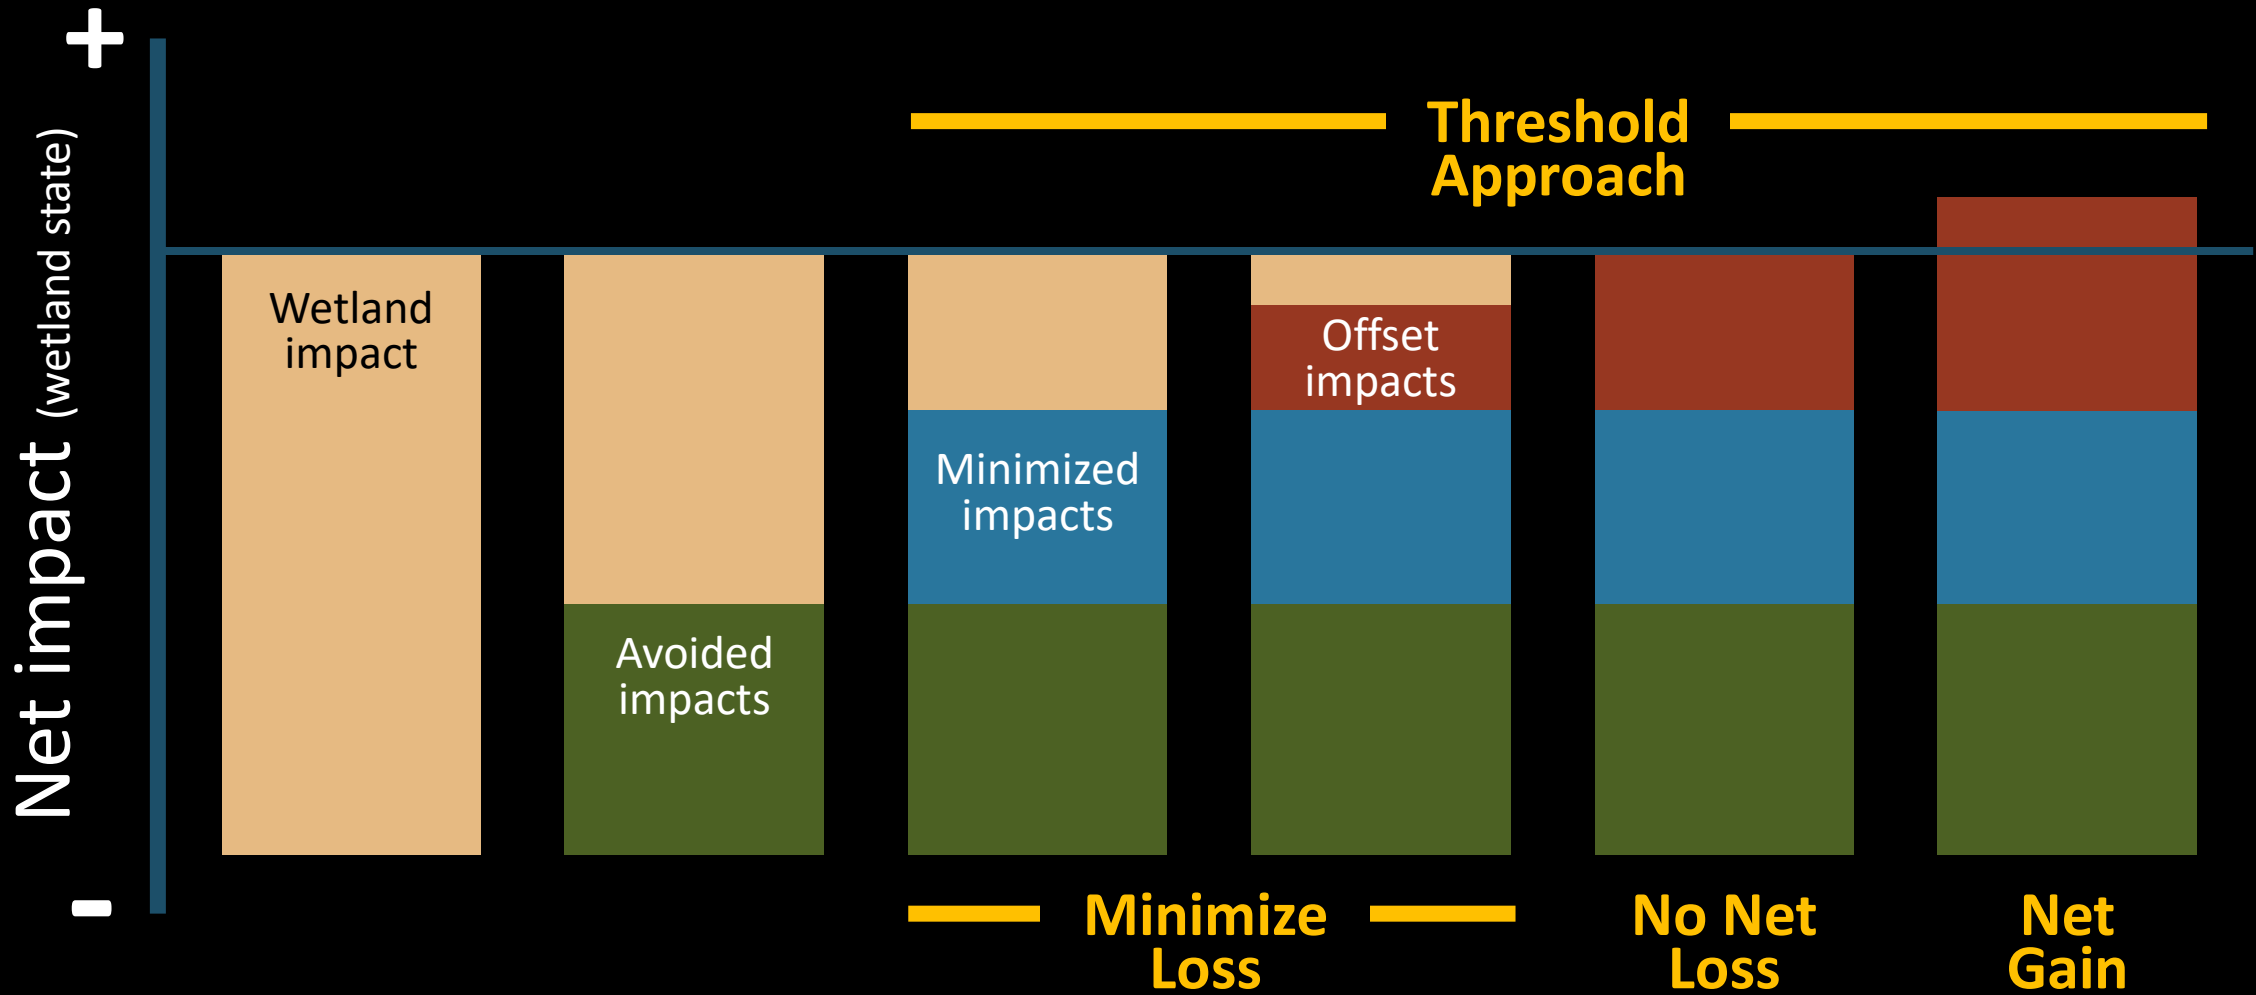 +
Net impact (wetland state)
-
Threshold
Approach
Wetland
impact
Avoided
impacts
Minimized
impacts
Offset
impacts
Minimize
Loss
No Net
Loss
Net
Gain